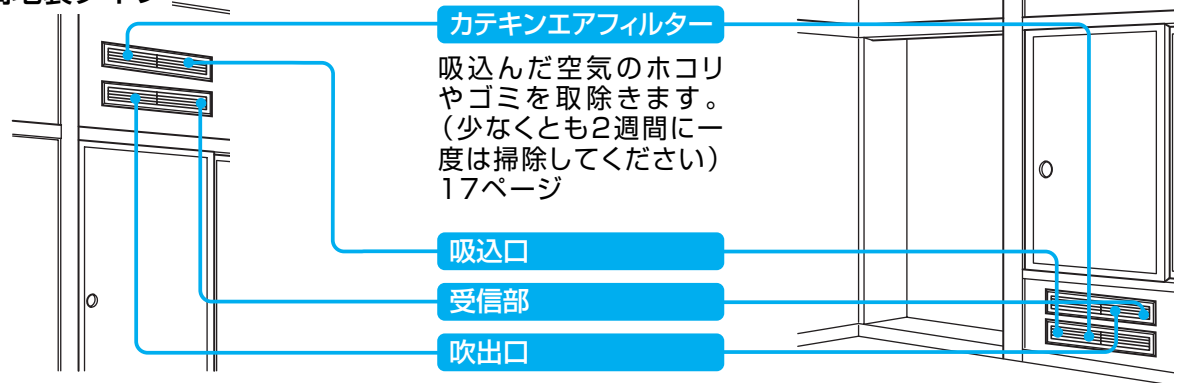 カテキンエアフィルター
吸込んだ空気のホコリ
やゴミを取除きます。
（少なくとも2週間に一
度は掃除してください）
17ページ
吸込口
受信部
吹出口